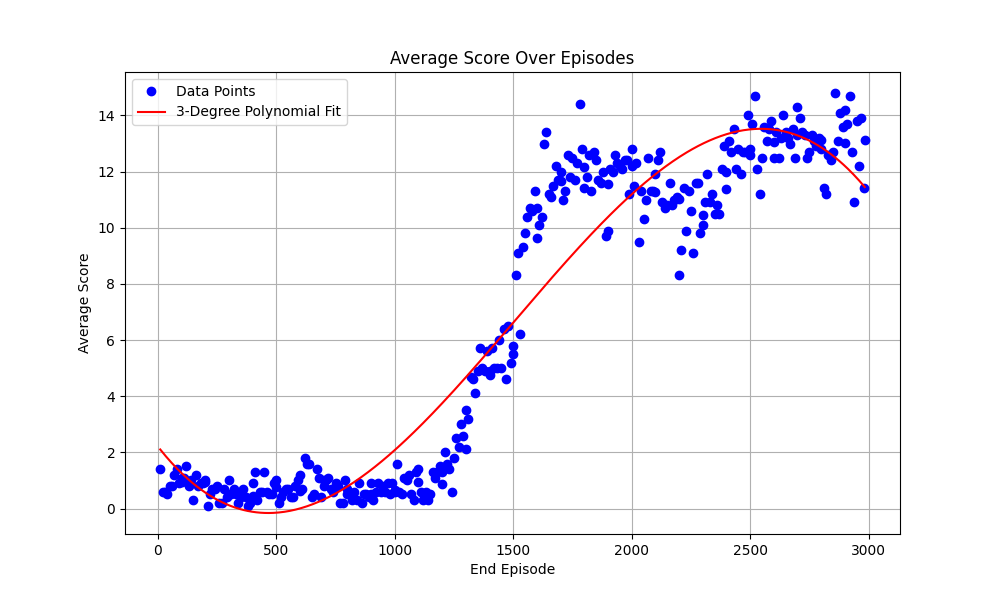 Average Score Over Episodes
Data Points
3-Degree Polynomial Fit
14
12
10
8
6
4
2
0
Average Score
0 500 1000 1500 2000 2500 3000
End Episode